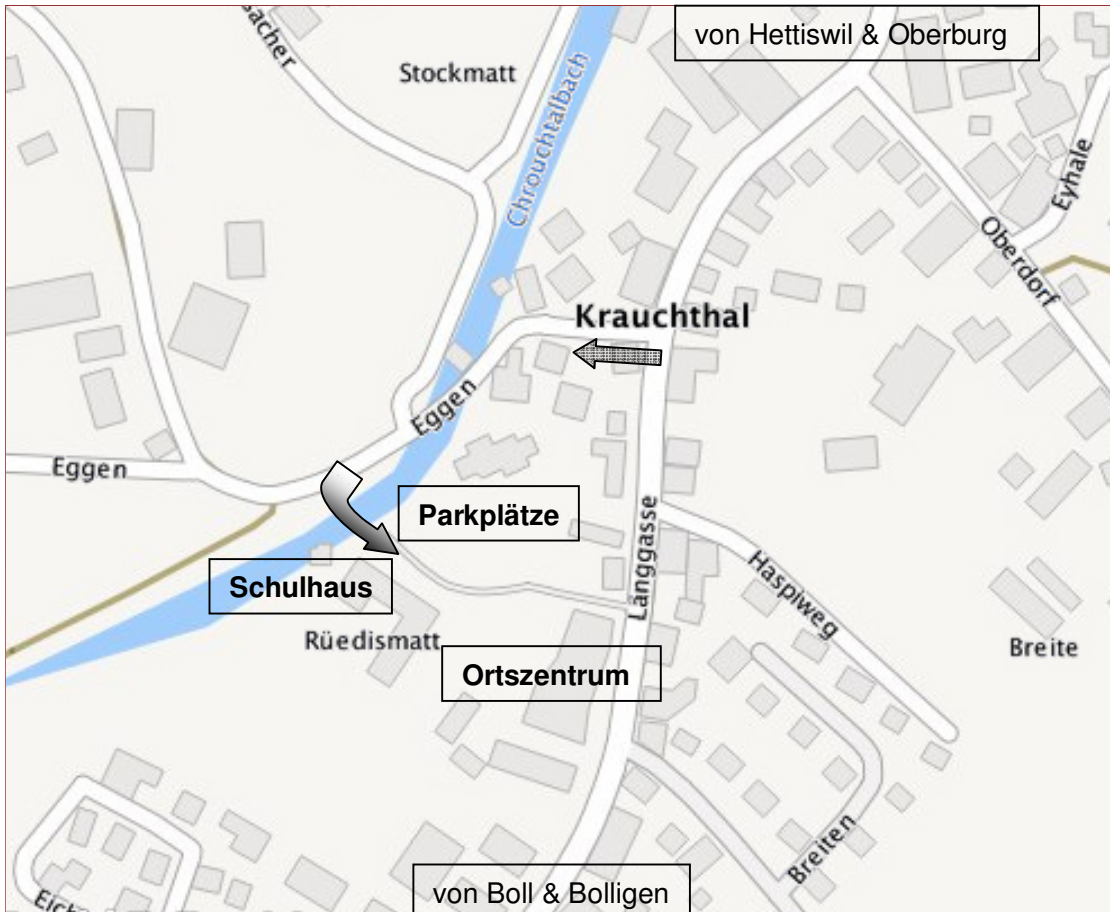 von Hettiswil & Oberburg
Stockmatt
Chrouchtalbach
Eyhale
Oberdorf
Krauchthal
Eggen
Eggen
Parkplätze
Schulhaus
Länggasse
Haspiweg
Rüedismatt
Breite
Ortszentrum
Breiten
von Boll & Bolligen